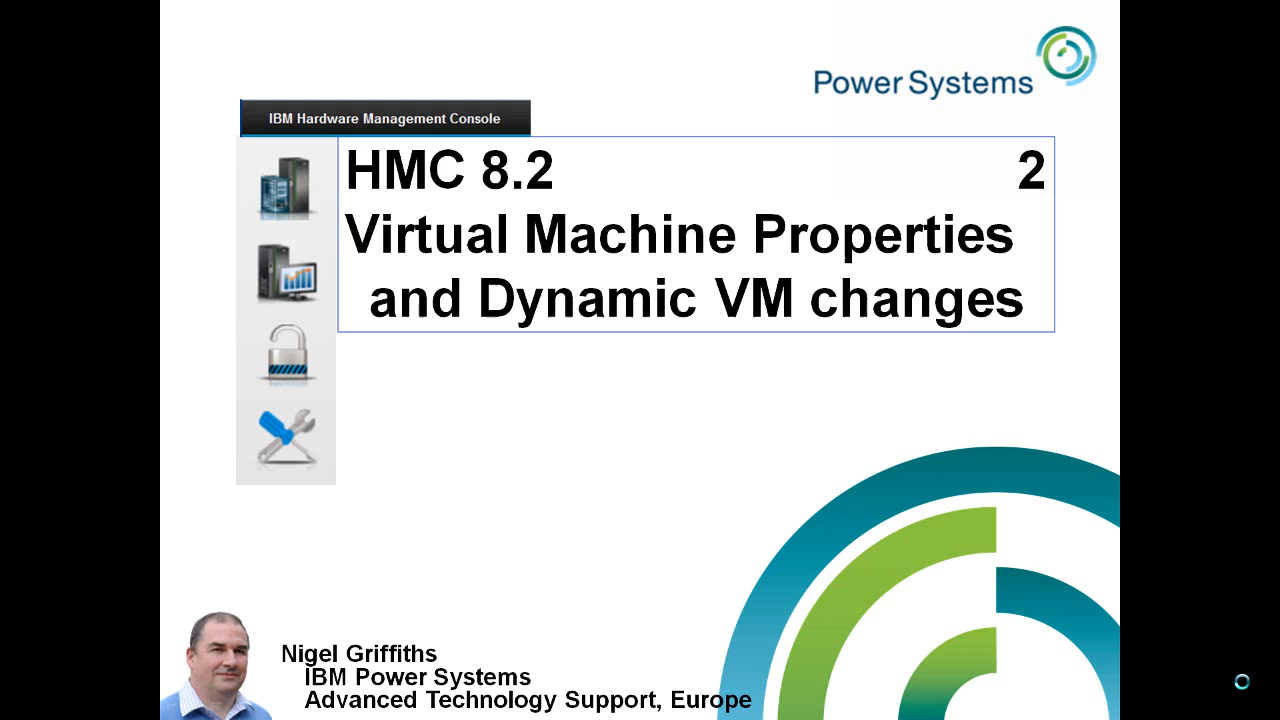 Power Systems
IBM Hardware Management Console
HMC 8.2 2
Virtual Machine Properties
and Dynamic VM changes
Nigel Griffiths
IBM Power Systems
Advanced Technology Support, Europe